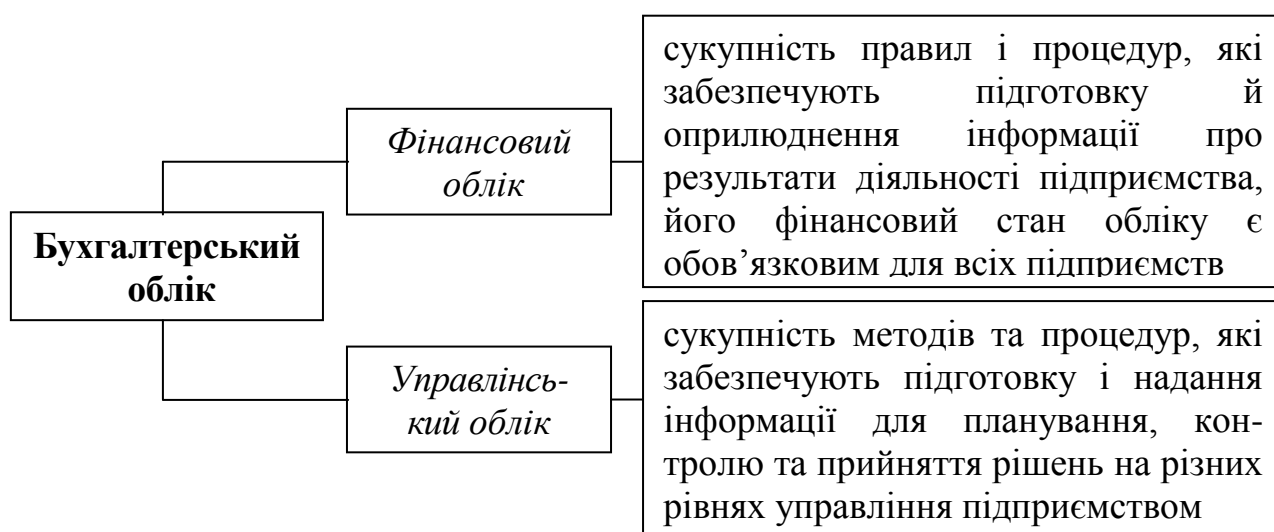 Бухгалтерський
облік
Фінансовий
облік
сукупність правил і процедур, які
забезпечують підготовку й
оприлюднення інформації про
результати діяльності підприємства,
його фінансовий стан обліку є
обов’язковим для всіх підприємств
Управлінсь-
кий облік
сукупність методів та процедур, які
забезпечують підготовку і надання
інформації для планування, кон-
тролю та прийняття рішень на різних
рівнях управління підприємством